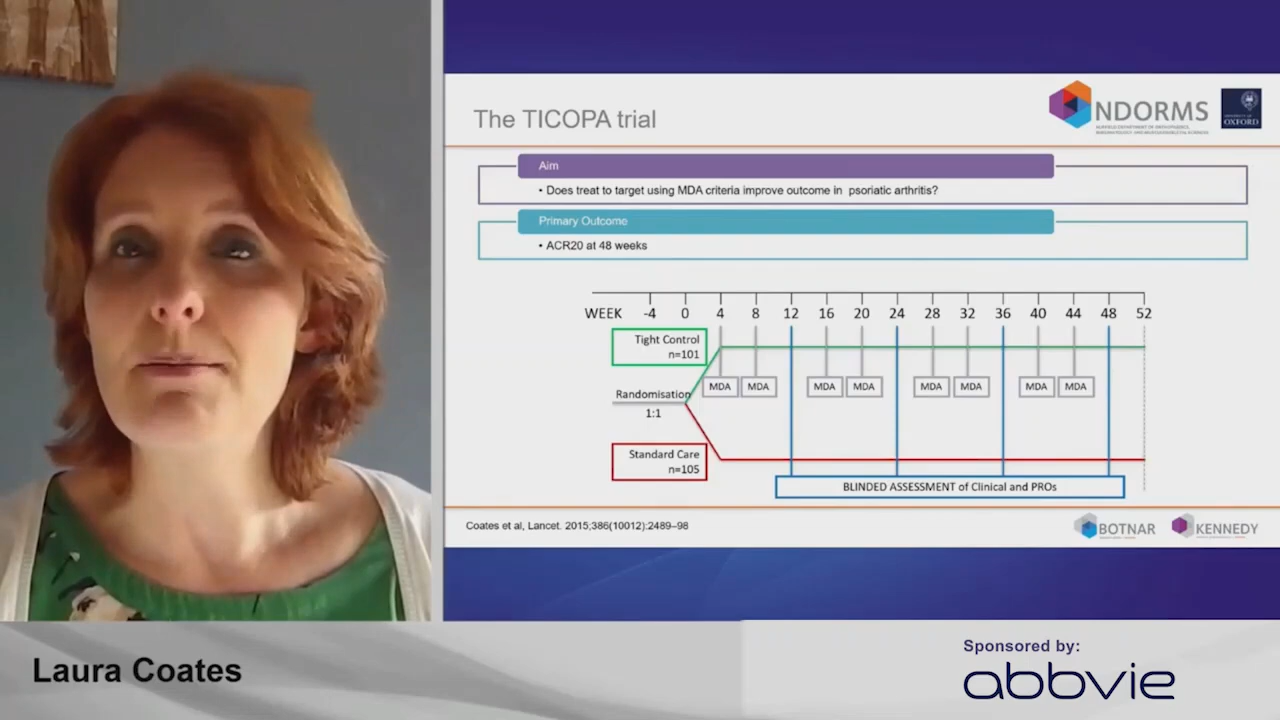 The TICOPA trial
NDORMS
UNIVERSITY OF
OXFORD
Aim
• Does treat to target using MDA criteria improve outcome in psoriatic arthritis?
Primary Outcome
• ACR20 at 48 weeks
WEEK -4 0 4 8 12 16 20 24 28 32 36 40 44 48 52
Tight Control
n=101
MDA MDA MDA MDA MDA MDA MDA MDA
Randomisation
1:1
Standard Care
n=105
BLINDED ASSESSMENT of Clinical and PROs
Coates et al, Lancet. 2015;386(10012):2489–98
BOTNAR
KENNEDY
Laura Coates
Sponsored by:
abbvie